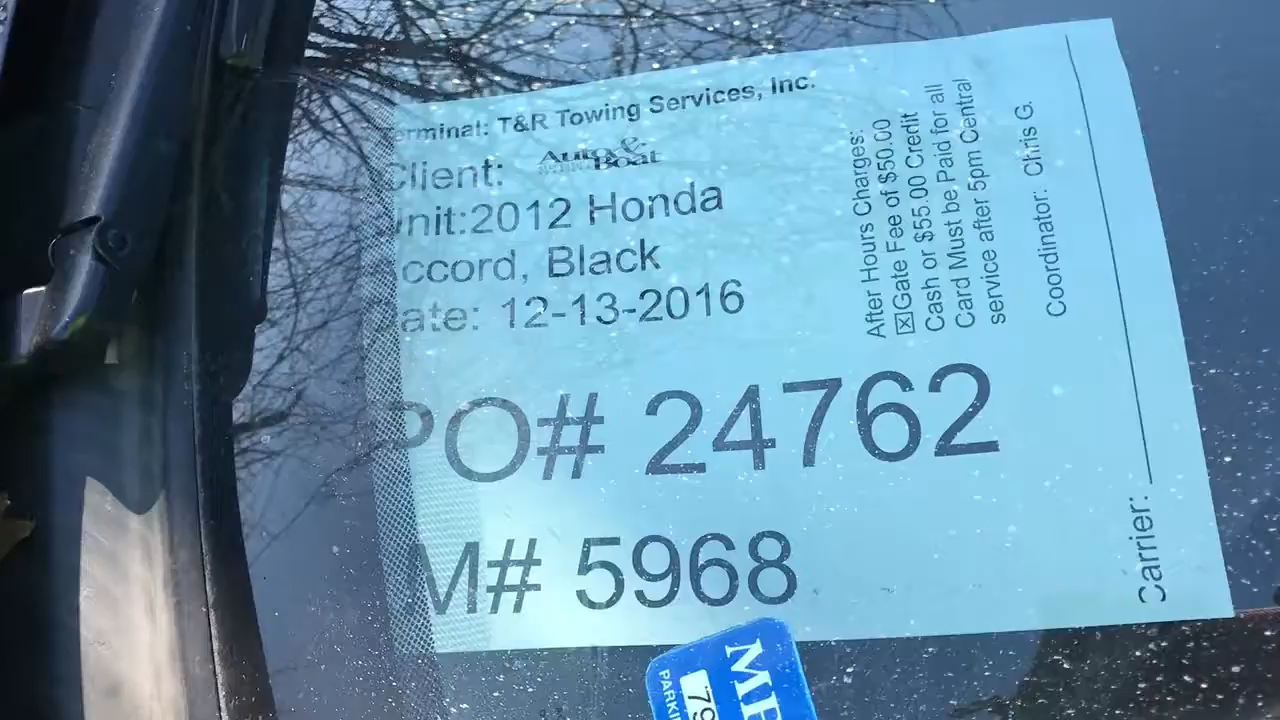 erminal: T&R Towing Services, Inc.
Client: Auto & Boat
Unit:2012 Honda
ccord, Black
Date: 12-13-2016
PO# 24762
M# 5968
After Hours Charges:
☒Gate Fee of $50.00
Cash or $55.00 Credit
Card Must be Paid for all
service after 5pm Central
Coordinator: Chris G.
Carrier: